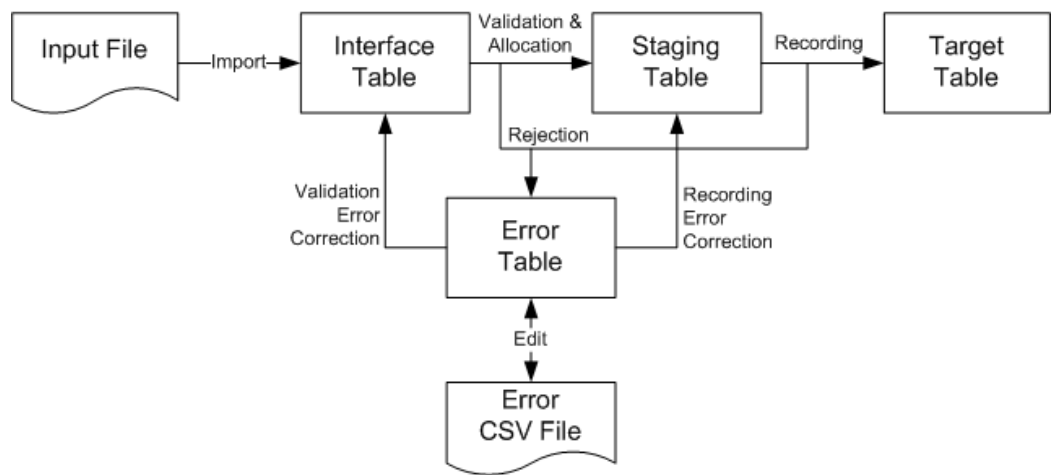 Input File
Import
Interface
Table
Validation &
Allocation
Staging
Table
Recording
Target
Table
Rejection
Validation
Error
Correction
Error
Table
Recording
Error
Correction
Edit
Error
CSV File